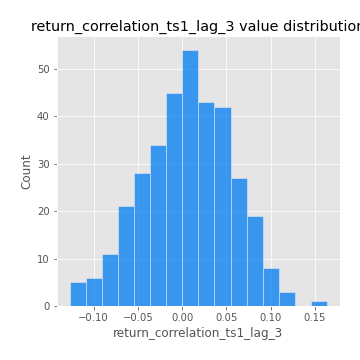 return_correlation_ts1_lag_3 value distribution
50
40
30
20
10
0
Count
−0.10 −0.05 0.00 0.05 0.10 0.15
return_correlation_ts1_lag_3